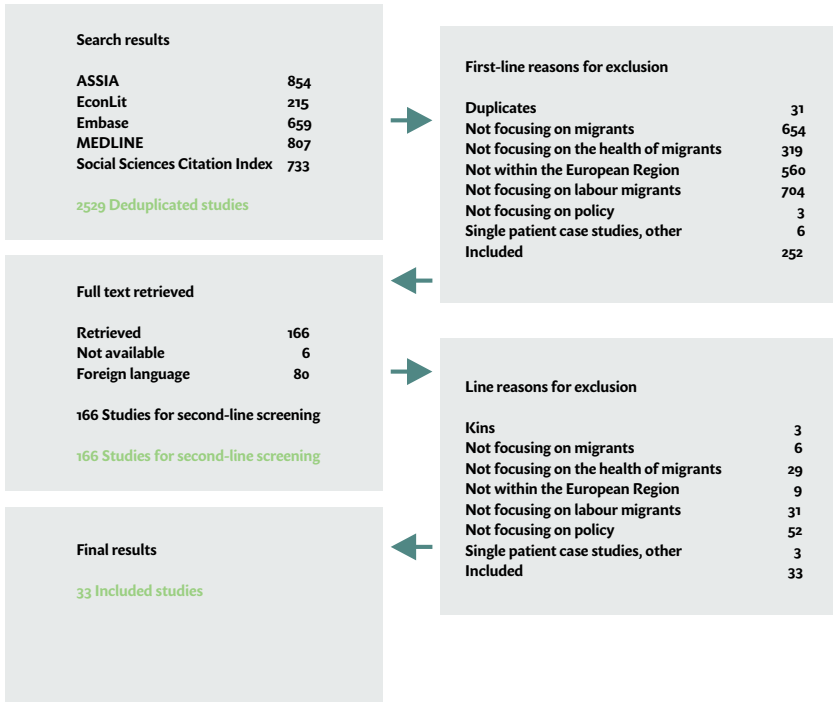 Search results
ASSIA 854
EconLit 215
Embase 659
MEDLINE 807
Social Sciences Citation Index 733
2529 Deduplicated studies
First-line reasons for exclusion
Duplicates 31
Not focusing on migrants 654
Not focusing on the health of migrants 319
Not within the European Region 560
Not focusing on labour migrants 704
Not focusing on policy 3
Single patient case studies, other 6
Included 252
Full text retrieved
Retrieved 166
Not available 6
Foreign language 80
166 Studies for second-line screening
166 Studies for second-line screening
Line reasons for exclusion
Kins 3
Not focusing on migrants 6
Not focusing on the health of migrants 29
Not within the European Region 9
Not focusing on labour migrants 31
Not focusing on policy 52
Single patient case studies, other 3
Included 33
Final results
33 Included studies